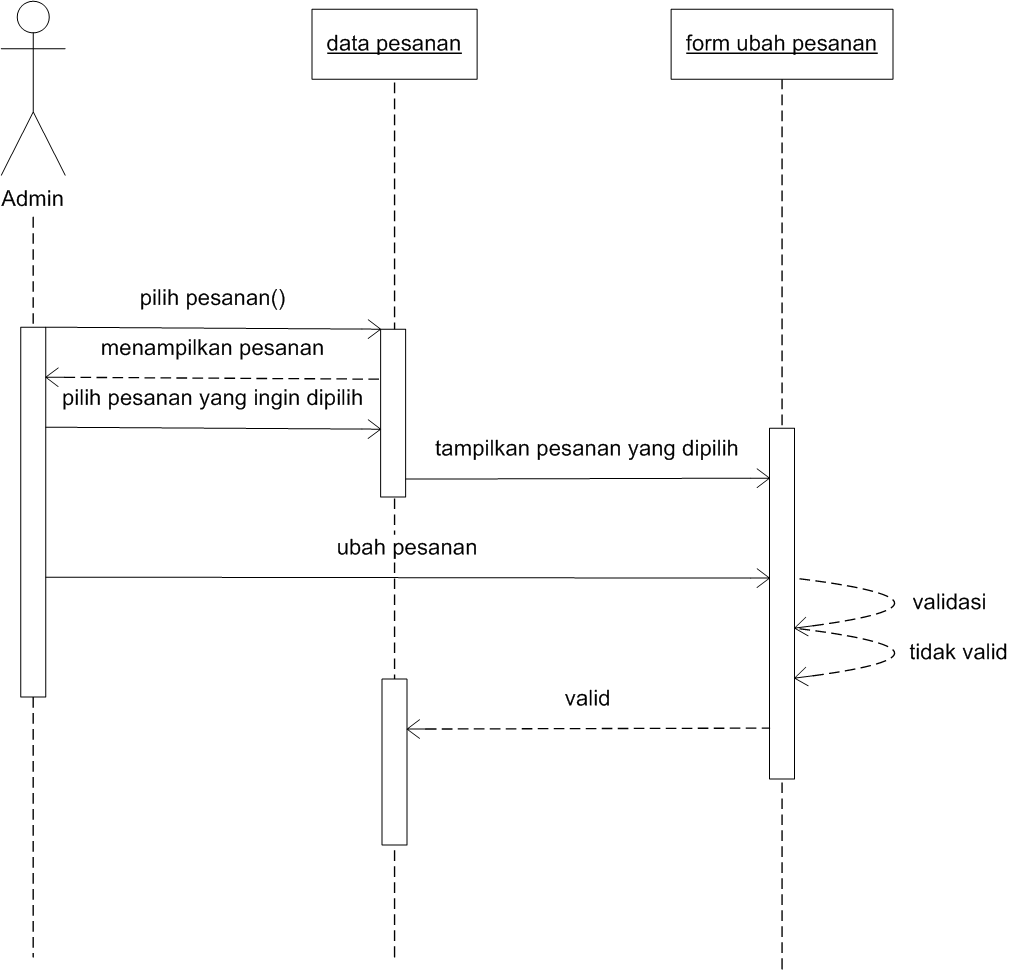 data pesanan
form ubah pesanan
Admin
pilih pesanan()
menampilkan pesanan
pilih pesanan yang ingin dipilih
tampilkan pesanan yang dipilih
ubah pesanan
validasi
tidak valid
valid